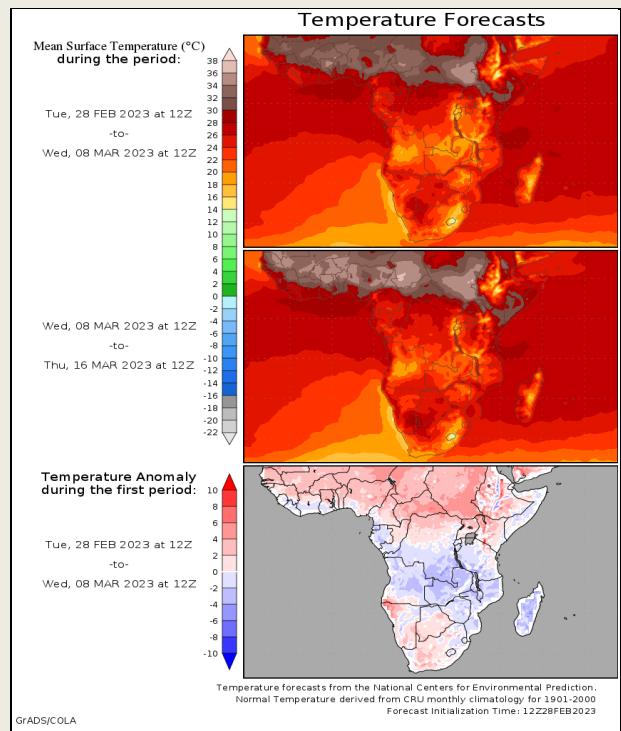 Temperature Forecasts
Mean Surface Temperature (°C)
during the period:
Tue, 28 FEB 2023 at 12Z
-to-
Wed, 08 MAR 2023 at 12Z
38
36
34
32
30
28
26
24
22
20
18
16
14
12
10
8
6
4
2
0
-2
-4
-6
-8
-10
-12
-14
-16
-18
-20
-22
Wed, 08 MAR 2023 at 12Z
-to-
Thu, 16 MAR 2023 at 12Z
Temperature Anomaly
during the first period:
Tue, 28 FEB 2023 at 12Z
-to-
Wed, 08 MAR 2023 at 12Z
10
8
6
4
2
0
-2
-4
-6
-8
-10
Temperature forecasts from the National Centers for Environmental Prediction.
Normal Temperature derived from CRU monthly climatology for 1901-2000
Forecast Initialization Time: 12Z28FEB2023
GrADS/COLA